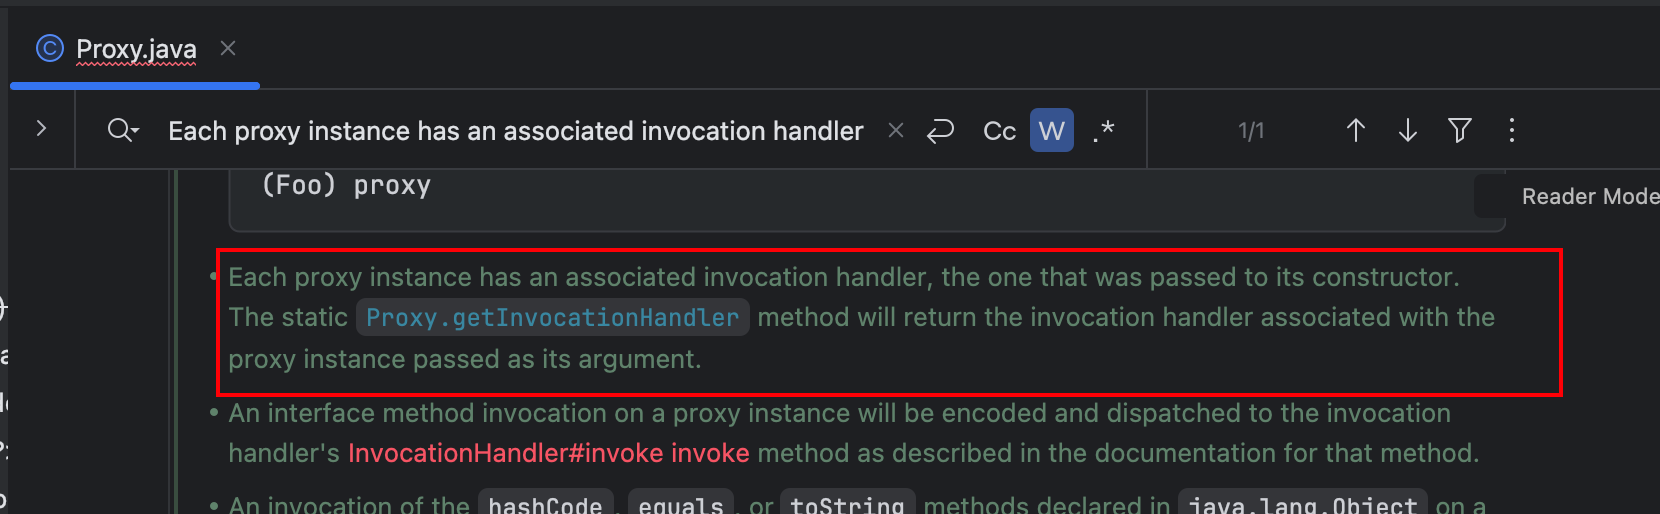 Proxy.java
Each proxy instance has an associated invocation handler
Cc
W
.*
1/1
(Foo) proxy
Reader Mode
• Each proxy instance has an associated invocation handler, the one that was passed to its constructor.
The static Proxy.getInvocationHandler method will return the invocation handler associated with the
proxy instance passed as its argument.
• An interface method invocation on a proxy instance will be encoded and dispatched to the invocation
handler's InvocationHandler#invoke invoke method as described in the documentation for that method.
• An invocation of the hashCode, equals, or toString methods declared in java.lang.Object on a